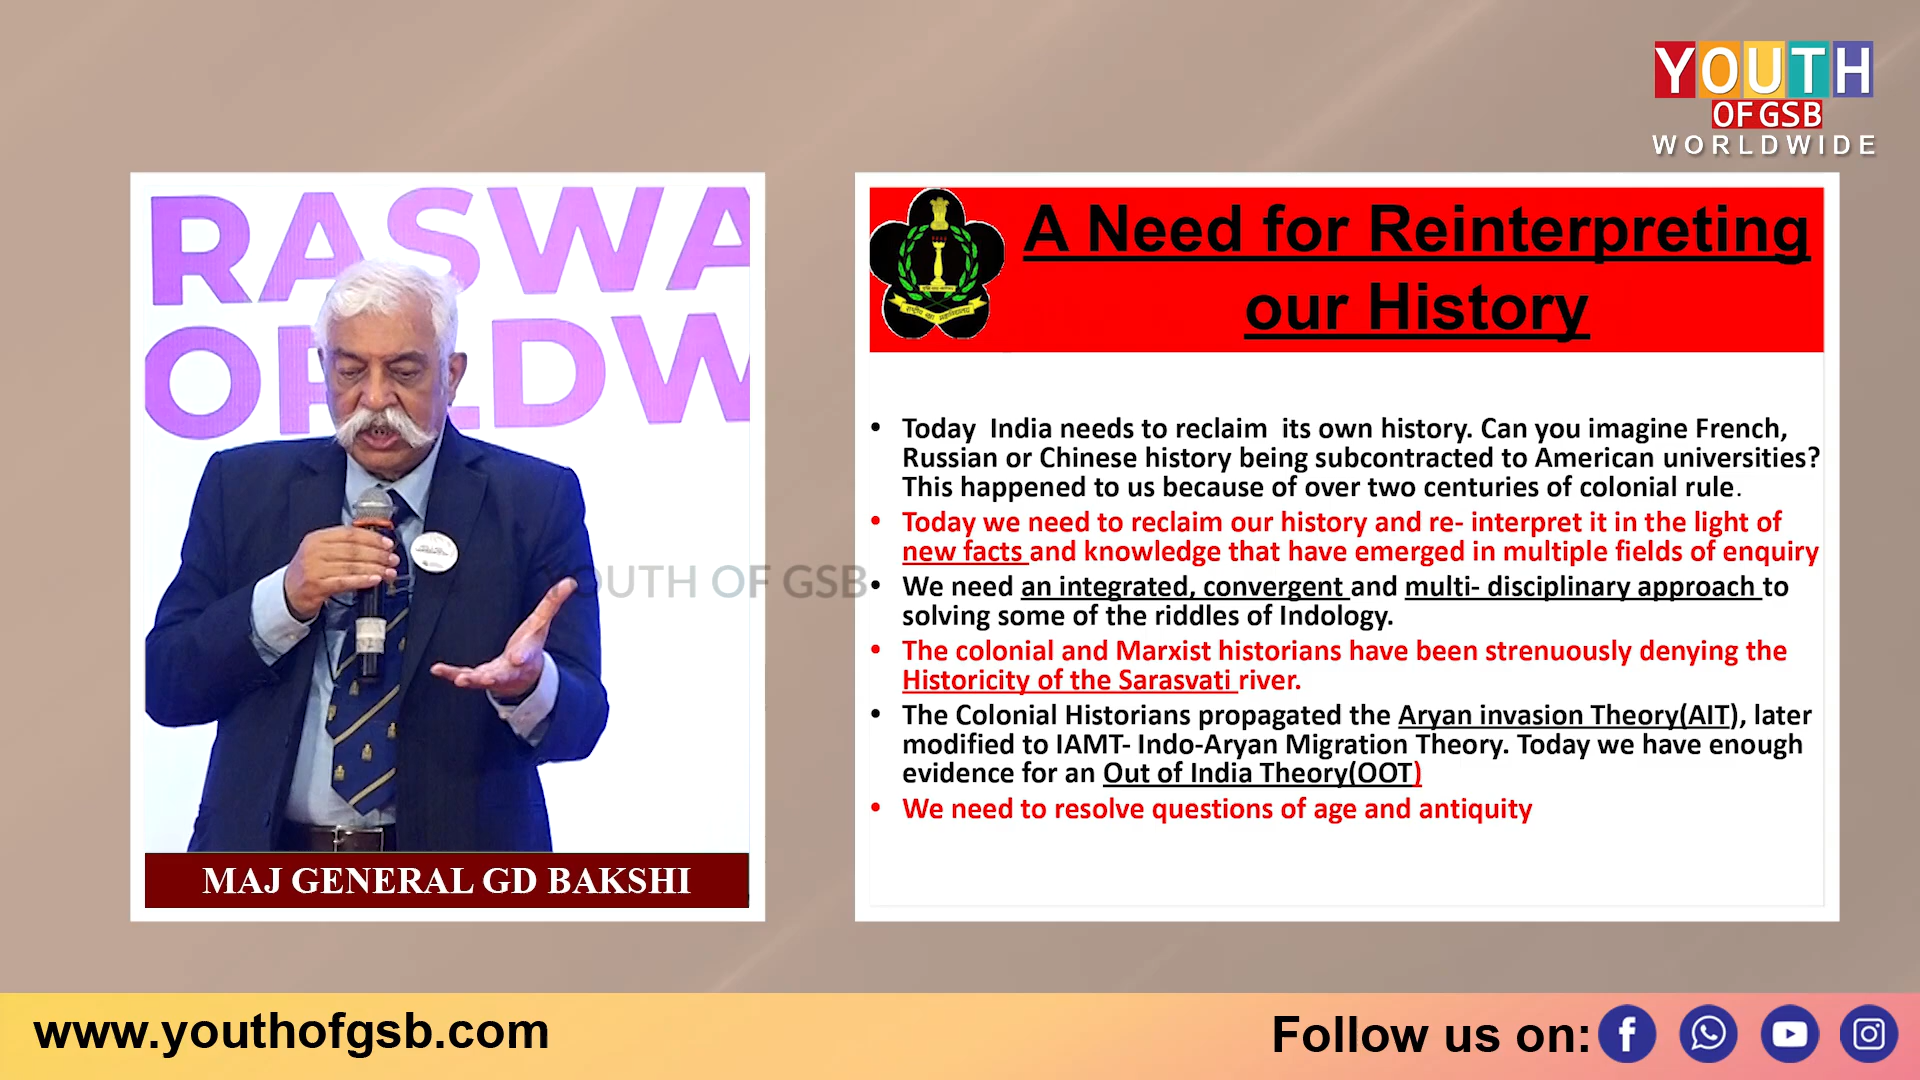 YOUTH
OF GSB
WORLDWIDE
RASWA
ORLDW
MAJ GENERAL GD BAKSHI
YOUTH OF GSB
A Need for Reinterpreting
our History
• Today India needs to reclaim its own history. Can you imagine French,
Russian or Chinese history being subcontracted to American universities?
This happened to us because of over two centuries of colonial rule.
• Today we need to reclaim our history and re- interpret it in the light of
new facts and knowledge that have emerged in multiple fields of enquiry
• We need an integrated, convergent and multi- disciplinary approach to
solving some of the riddles of Indology.
• The colonial and Marxist historians have been strenuously denying the
Historicity of the Sarasvati river.
• The Colonial Historians propagated the Aryan invasion Theory(AIT), later
modified to IAMT- Indo-Aryan Migration Theory. Today we have enough
evidence for an Out of India Theory(OOT)
• We need to resolve questions of age and antiquity
www.youthofgsb.com
Follow us on: